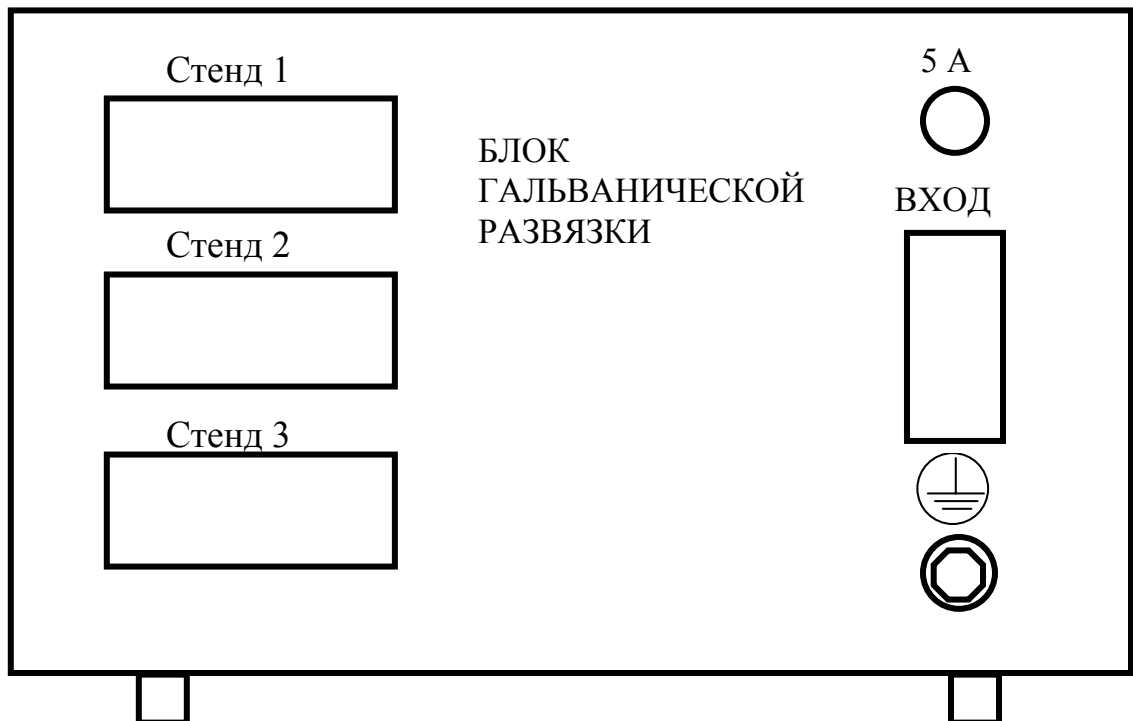 Стенд 1
5 А
БЛОК
ГАЛЬВАНИЧЕСКОЙ
РАЗВЯЗКИ
ВХОД
Стенд 2
Стенд 3